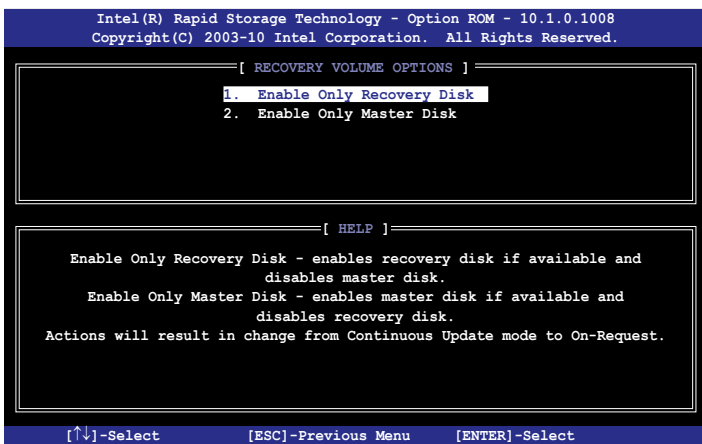 Intel(R) Rapid Storage Technology - Option ROM - 10.1.0.1008
Copyright(C) 2003-10 Intel Corporation. All Rights Reserved.
[ RECOVERY VOLUME OPTIONS ]
1. Enable Only Recovery Disk
2. Enable Only Master Disk
[ HELP ]
Enable Only Recovery Disk - enables recovery disk if available and
disables master disk.
Enable Only Master Disk - enables master disk if available and
disables recovery disk.
Actions will result in change from Continuous Update mode to On-Request.
[↑↓]-Select [ESC]-Previous Menu [ENTER]-Select